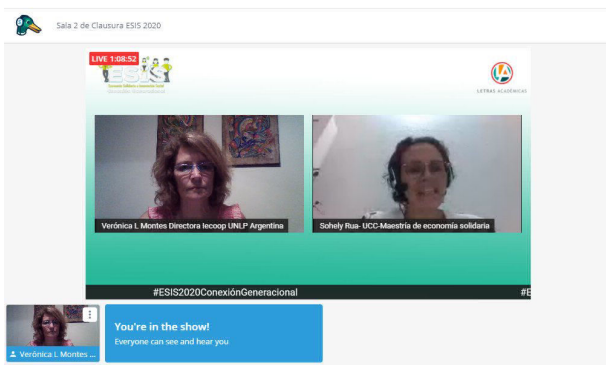 Sala 2 de Clausura ESIS 2020
LIVE 1:08:52
ESIS
LETRAS ACADÉMICAS
Verónica L Montes Directora Iecoop UNLP Argentina
Sohely Rua- UCC-Maestría de economía solidaria
#ESIS2020ConexiónGeneracional
#E
You're in the show!
Everyone can see and hear you
Verónica L Montes ...